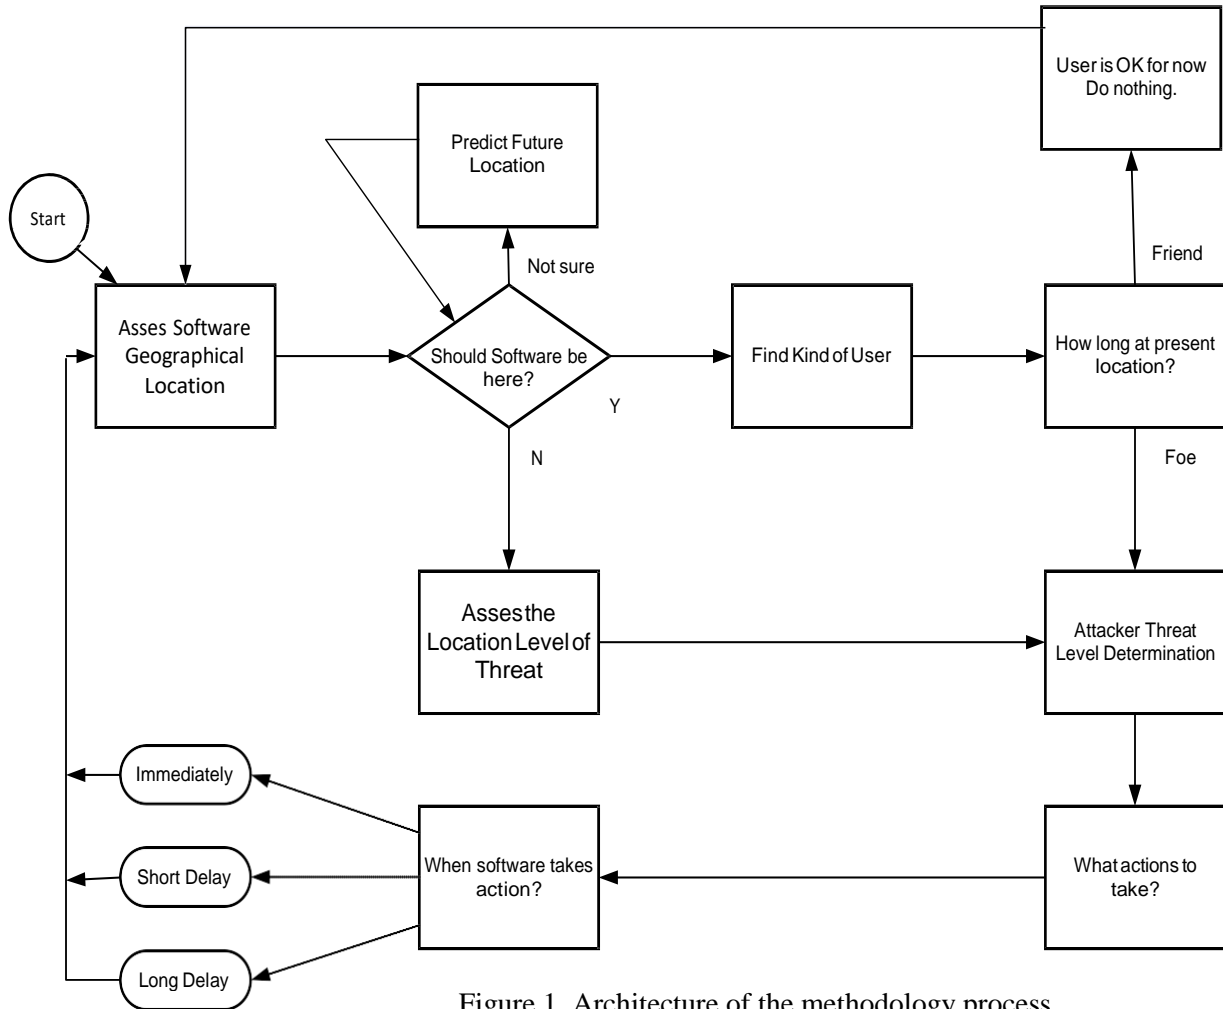 User is OK for now
Do nothing.
Predict Future
Location
Start
Not sure
Friend
Asses Software
Geographical
Location
Should Software be
here?
Find Kind of User
How long at present
location?
Y
N
Foe
Asses the
Location Level of
Threat
Attacker Threat
Level Determination
Immediately
When software takes
action?
What actions to
take?
Short Delay
Long Delay
Figure 1. Architecture of the methodology process